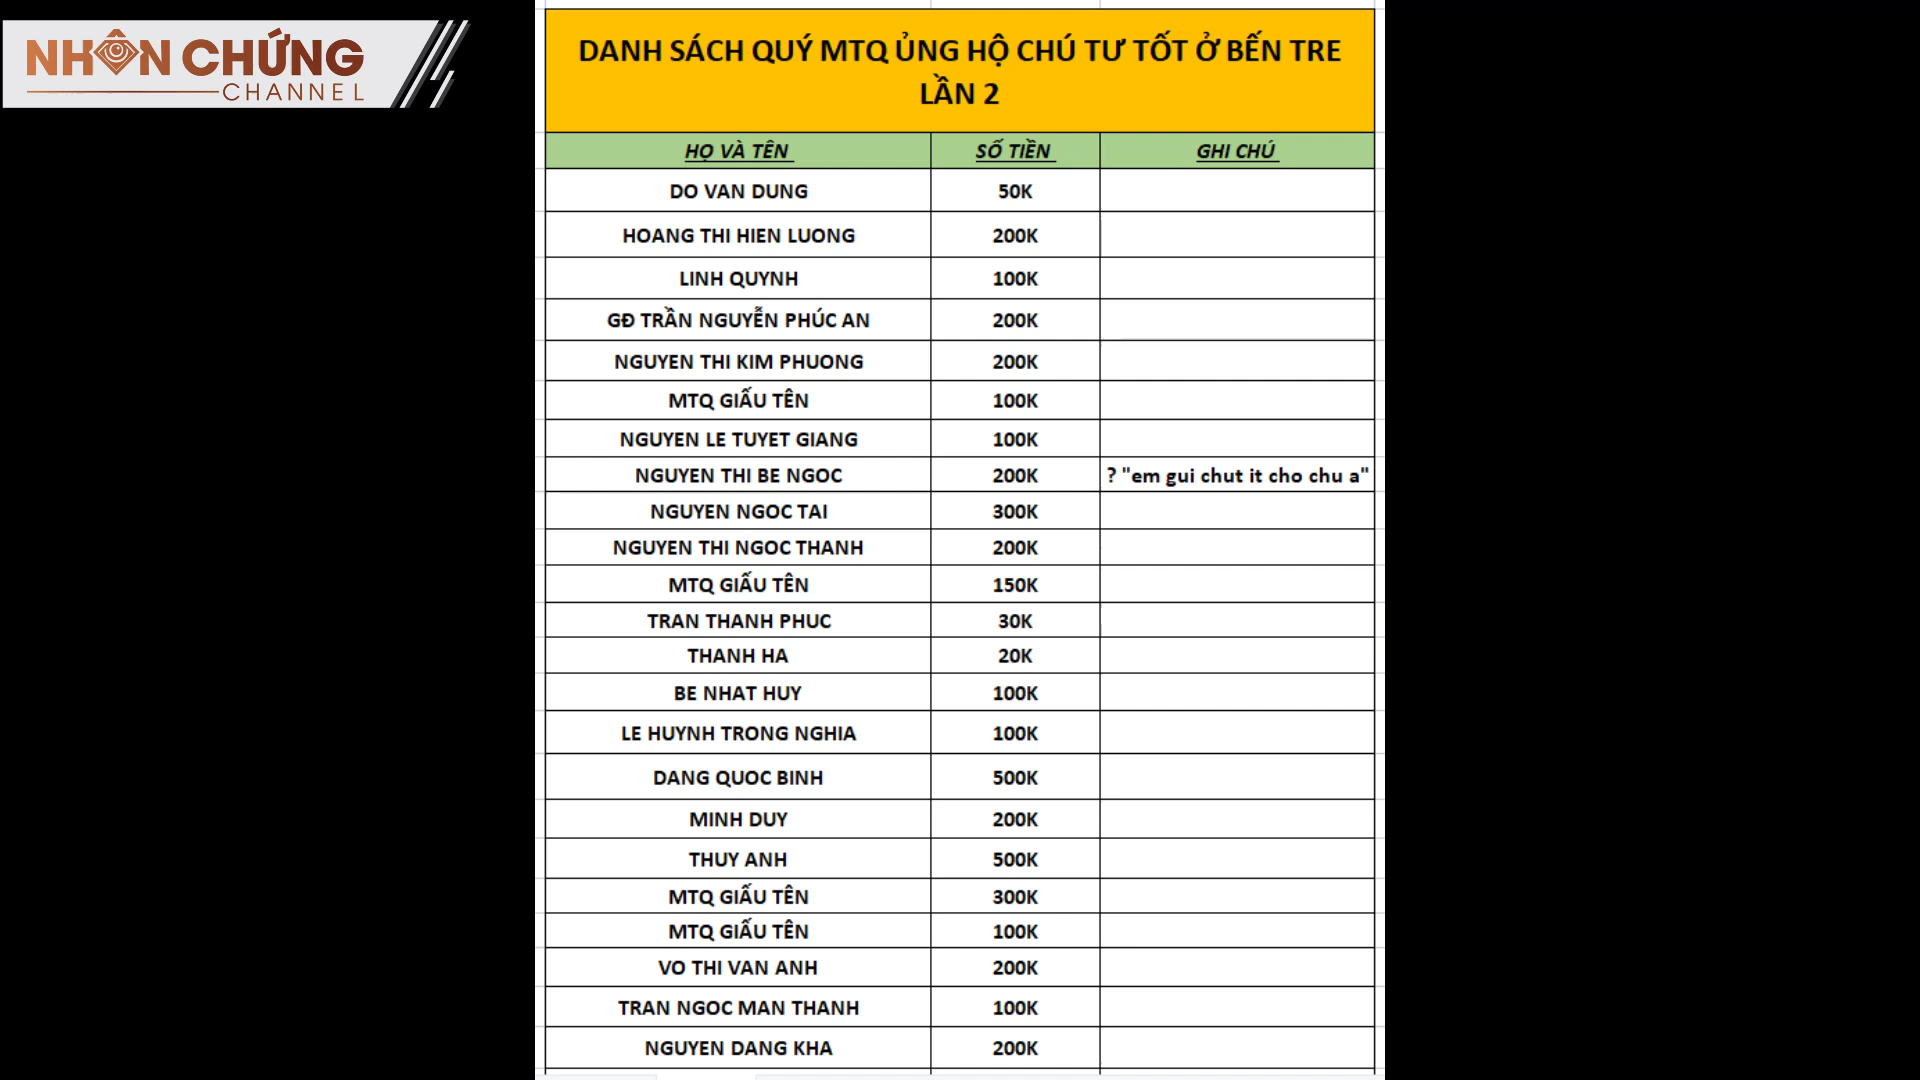 NHÂN CHỨNG
CHANNEL
DANH SÁCH QUÝ MTQ ỦNG HỘ CHÚ TƯ TỐT Ở BẾN TRE
LẦN 2
HỌ VÀ TÊN SỐ TIỀN GHI CHÚ
DO VAN DUNG 50K
HOANG THI HIEN LUONG 200K
LINH QUYNH 100K
GĐ TRẦN NGUYỄN PHÚC AN 200K
NGUYEN THI KIM PHUONG 200K
MTQ GIẤU TÊN 100K
NGUYEN LE TUYET GIANG 100K
NGUYEN THI BE NGOC 200K ? "em gui chut it cho chu a"
NGUYEN NGOC TAI 300K
NGUYEN THI NGOC THANH 200K
MTQ GIẤU TÊN 150K
TRAN THANH PHUC 30K
THANH HA 20K
BE NHAT HUY 100K
LE HUYNH TRONG NGHIA 100K
DANG QUOC BINH 500K
MINH DUY 200K
THUY ANH 500K
MTQ GIẤU TÊN 300K
MTQ GIẤU TÊN 100K
VO THI VAN ANH 200K
TRAN NGOC MAN THANH 100K
NGUYEN DANG KHA 200K